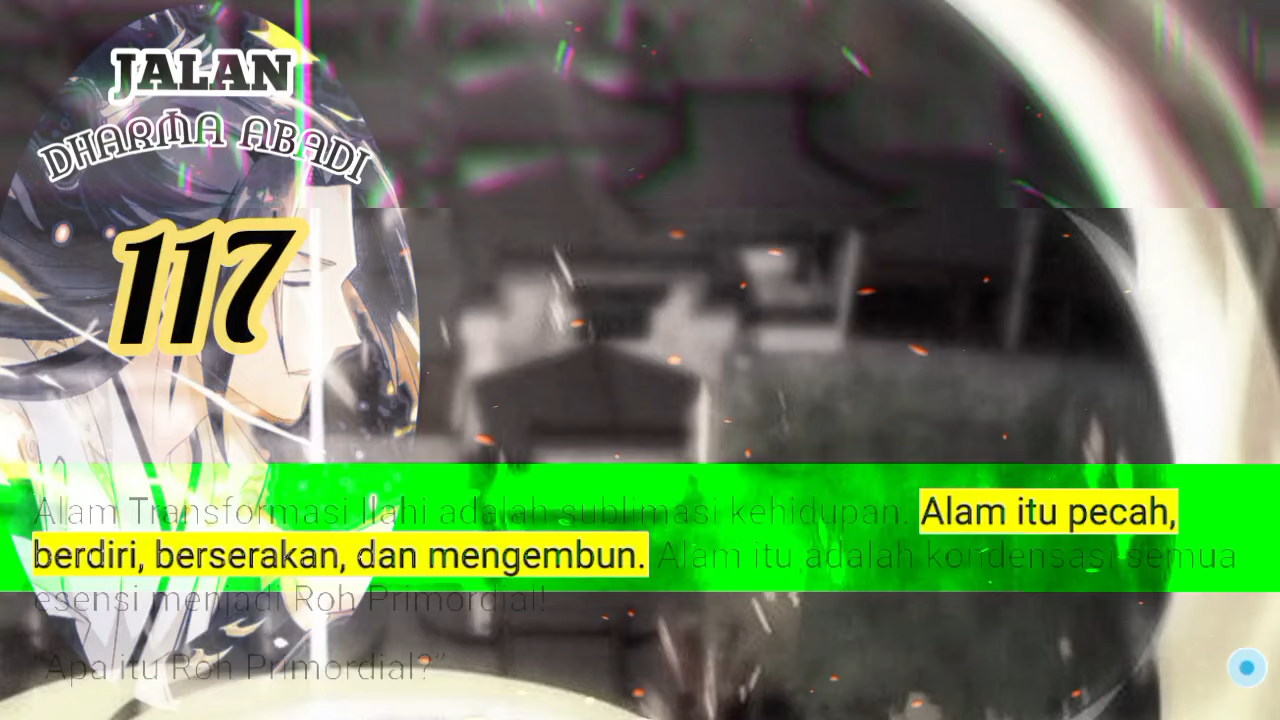 JALAN
DHARMA ABADI
117
Alam Transformasi Ilahi adalah sublimasi kehidupan. Alam itu pecah,
berdiri, berserakan, dan mengembun. Alam itu adalah kondensasi semua
esensi menjadi Roh Primordial!
"Apa itu Roh Primordial?"